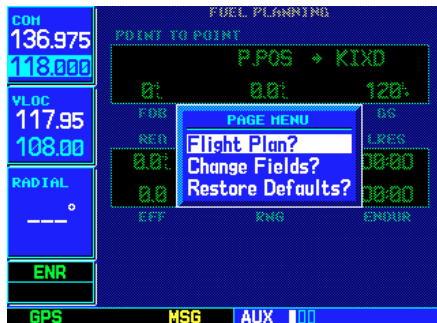 COM
136.975
118.000
VLOC
117.95
108.00
RADIAL
___°
ENR
GPS
FUEL PLANNING
POINT TO POINT
P.POS → KIXD
0 0.0 120
FOB GS
PAGE MENU
Flight Plan?
Change Fields?
Restore Defaults?
REQ LRES
0.0 00:00
0.0 00:00
EFF RNG ENDUR
MSG AUX